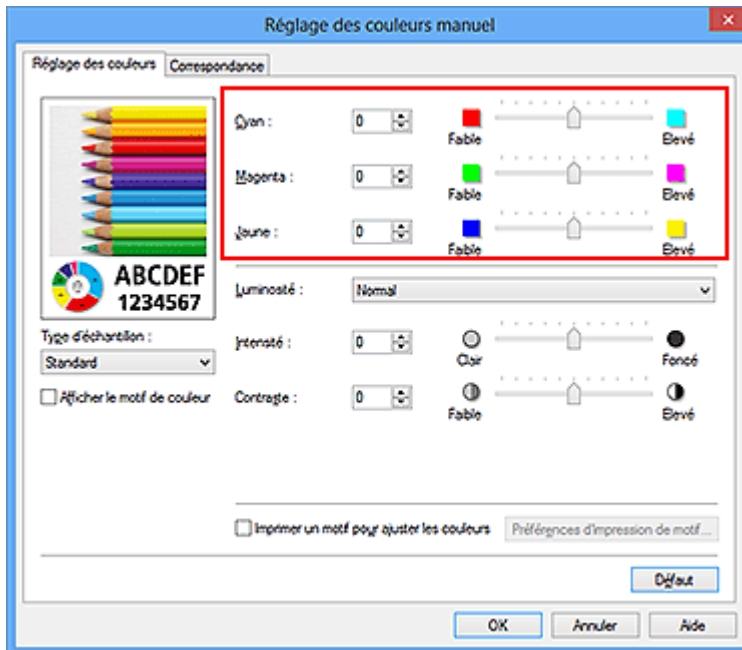 Réglage des couleurs manuel
Réglage des couleurs
Correspondance
Cyan :
0
Faible
Elevé
Magenta :
0
Faible
Elevé
Jaune :
0
Faible
Elevé
ABCDEF
1234567
Luminosité :
Normal
Type d'échantillon :
Standard
Intensité :
0
Clair
Foncé
Afficher le motif de couleur
Contraste :
0
Faible
Elevé
Imprimer un motif pour ajuster les couleurs
Préférences d'impression de motif...
Défaut
OK
Annuler
Aide